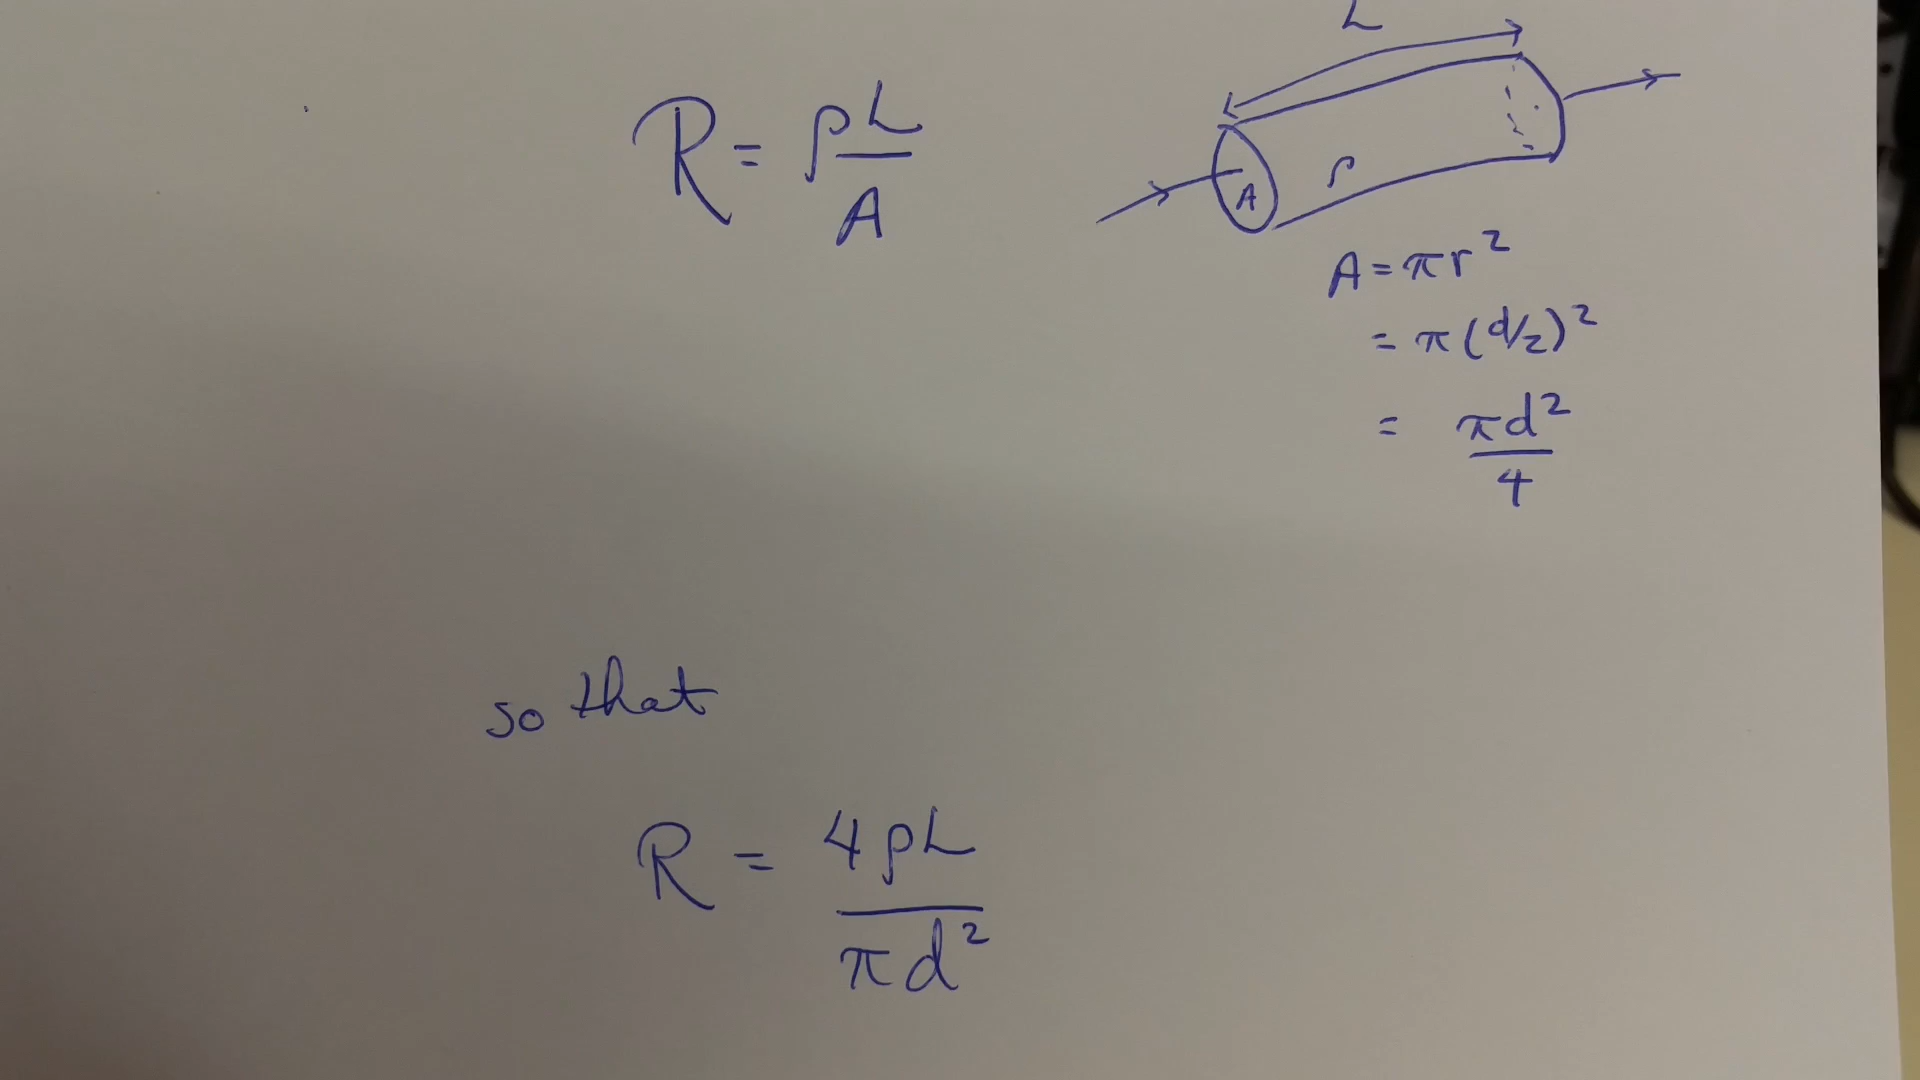 R = ρL/A
L
ρ
A
A = πr²
= π(d/2)²
= πd²/4
so that
R = 4ρL/πd²